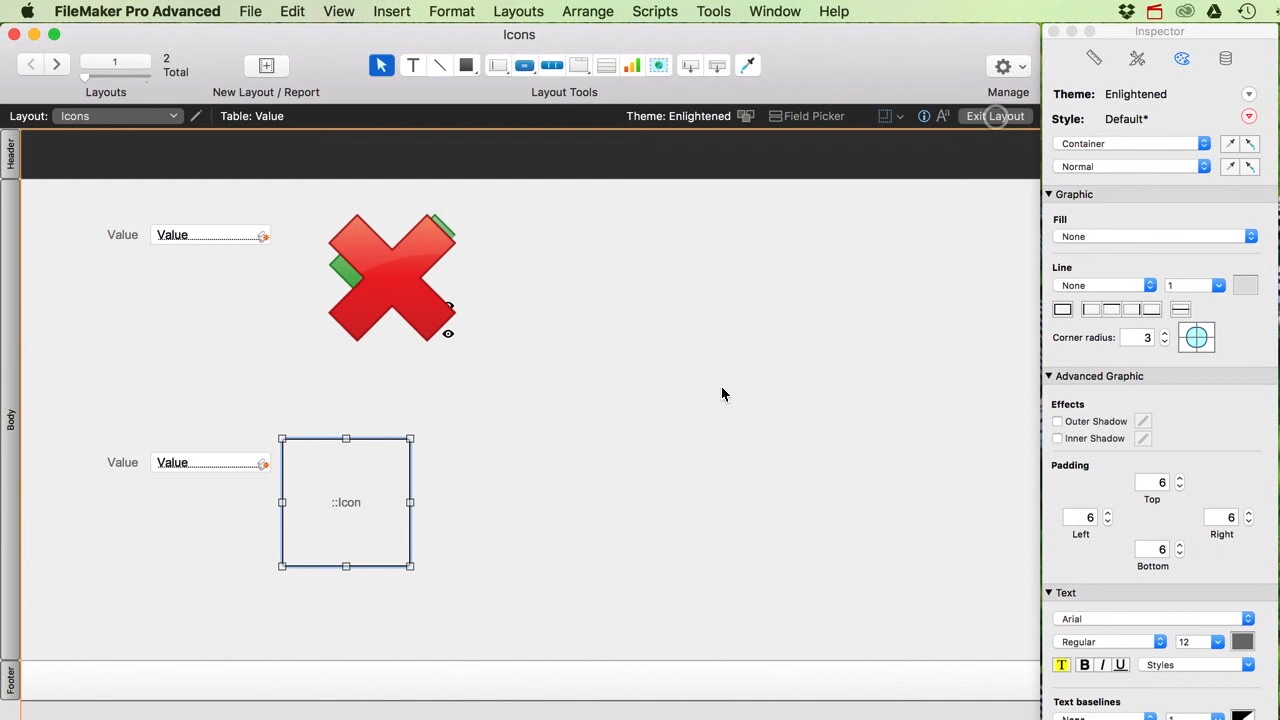 FileMaker Pro Advanced File Edit View Insert Format Layouts Arrange Scripts Tools Window Help
Icons
1
2
Total
Layouts
New Layout / Report
T
Layout Tools
Manage
Layout: Icons
Table: Value
Theme: Enlightened
Field Picker
Exit Layout
Header
Body
Footer
Value Value
Value Value
::Icon
Inspector
Theme: Enlightened
Style: Default*
Container
Normal
Graphic
Fill
None
Line
None 1
Corner radius: 3
Advanced Graphic
Effects
Outer Shadow
Inner Shadow
Padding
6
Top
6 6
Left Right
6
Bottom
Text
Arial
Regular 12
T B I U Styles
Text baselines